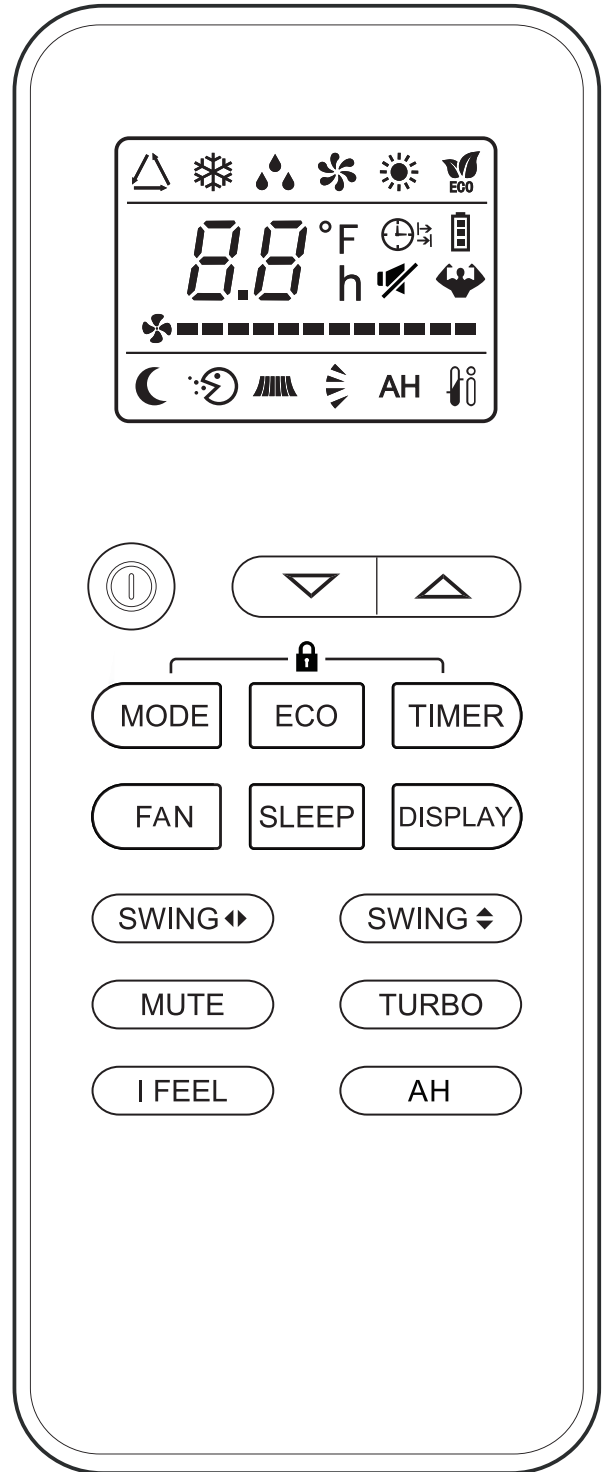 ECO
8.8 °F
h
AH
MODE ECO TIMER
FAN SLEEP DISPLAY
SWING SWING
MUTE TURBO
I FEEL AH